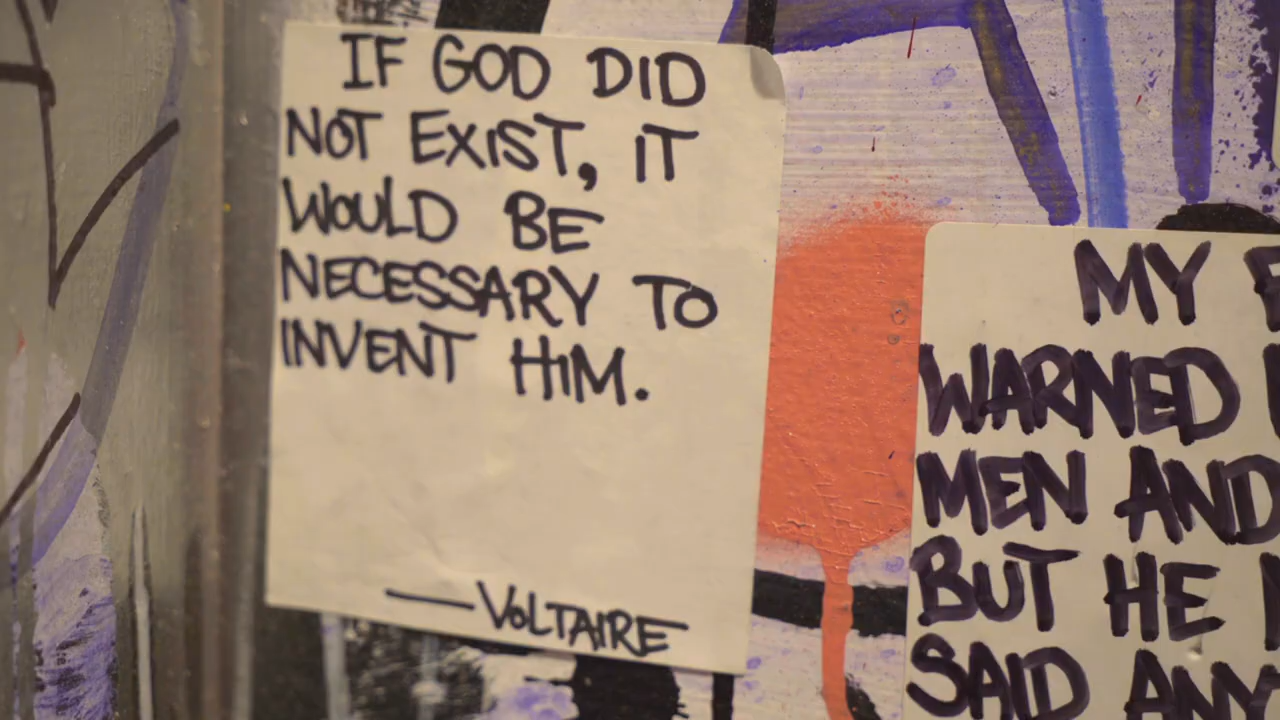 IF GOD DID
NOT EXIST, IT
WOULD BE
NECESSARY TO
INVENT HIM.
—VOLTAIRE
MY
WARNED
MEN AND
BUT HE
SAID